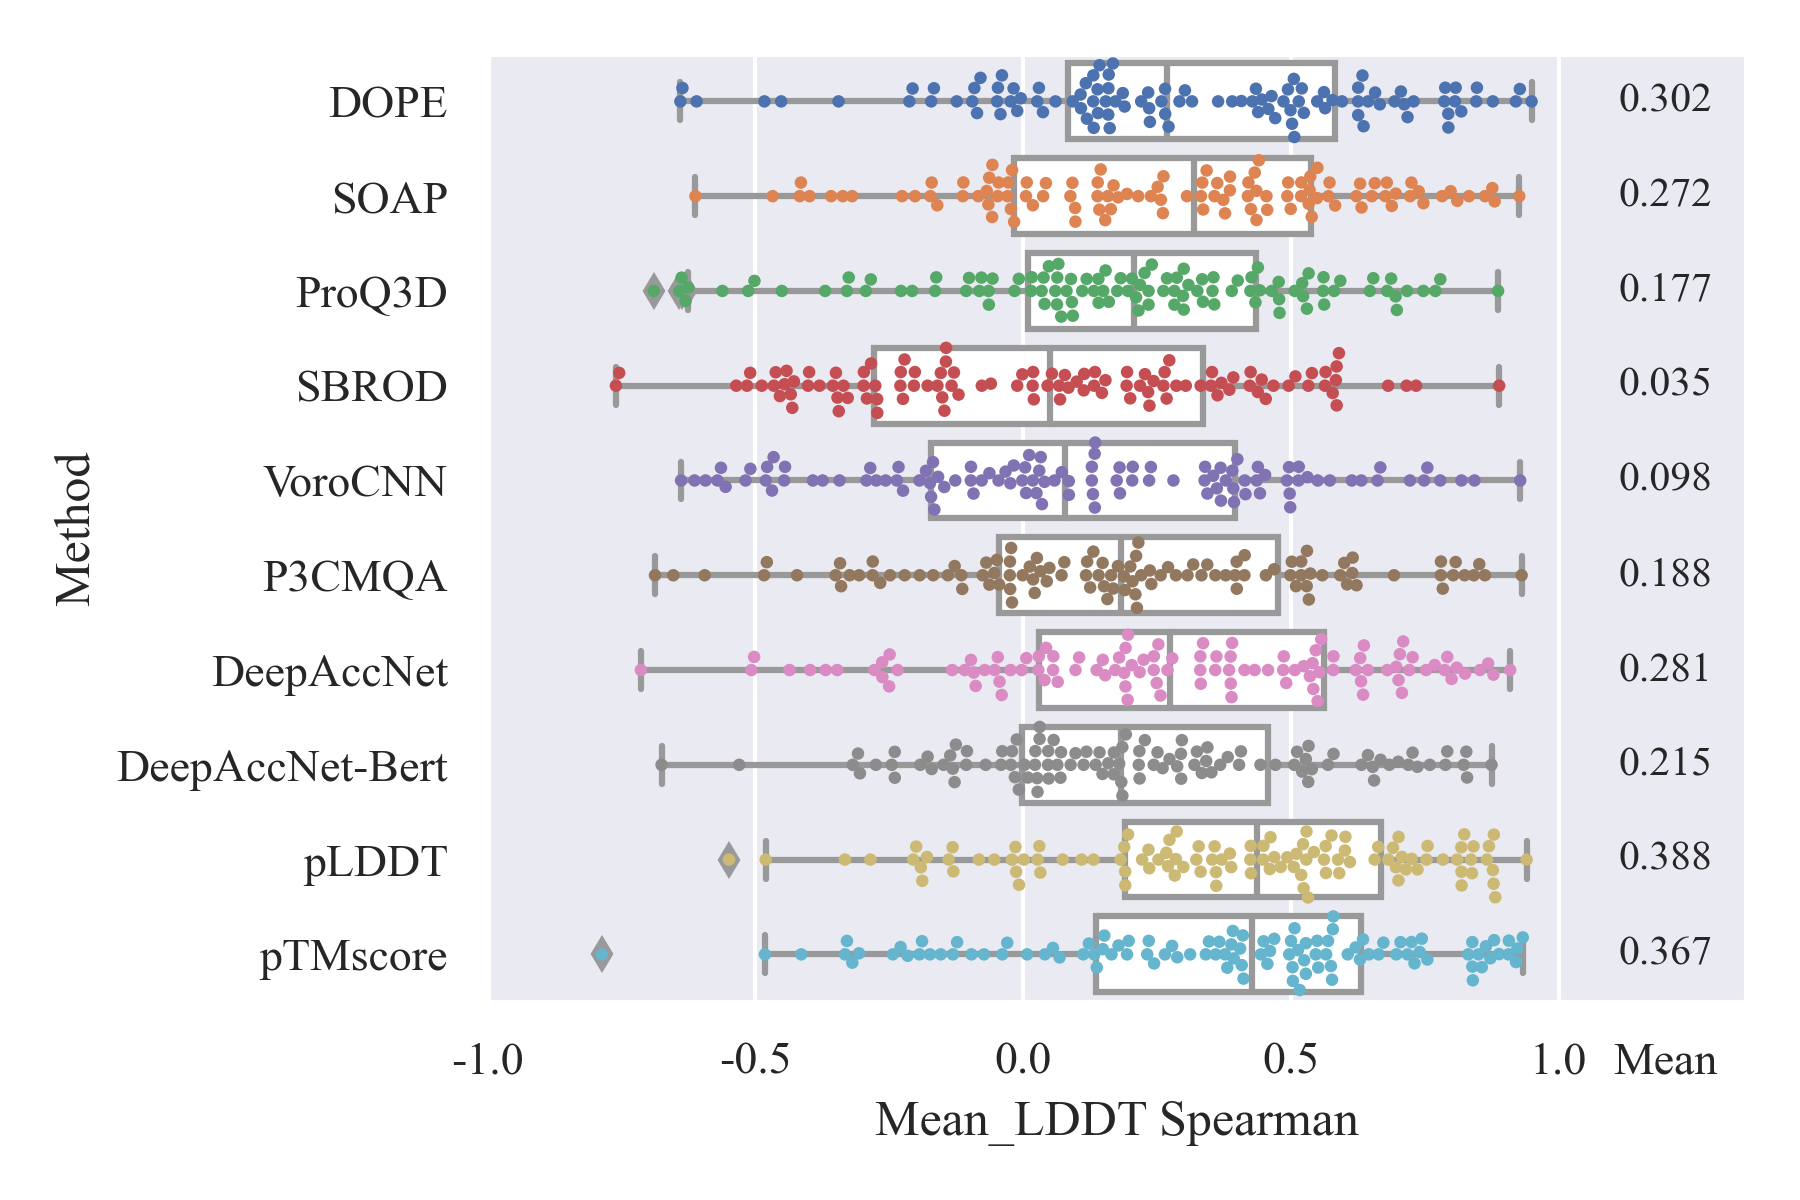 DOPE 0.302
SOAP 0.272
ProQ3D 0.177
SBROD 0.035
VoroCNN 0.098
P3CMQA 0.188
DeepAccNet 0.281
DeepAccNet-Bert 0.215
pLDDT 0.388
pTMscore 0.367
Method
-1.0 -0.5 0.0 0.5 1.0 Mean
Mean_LDDT Spearman